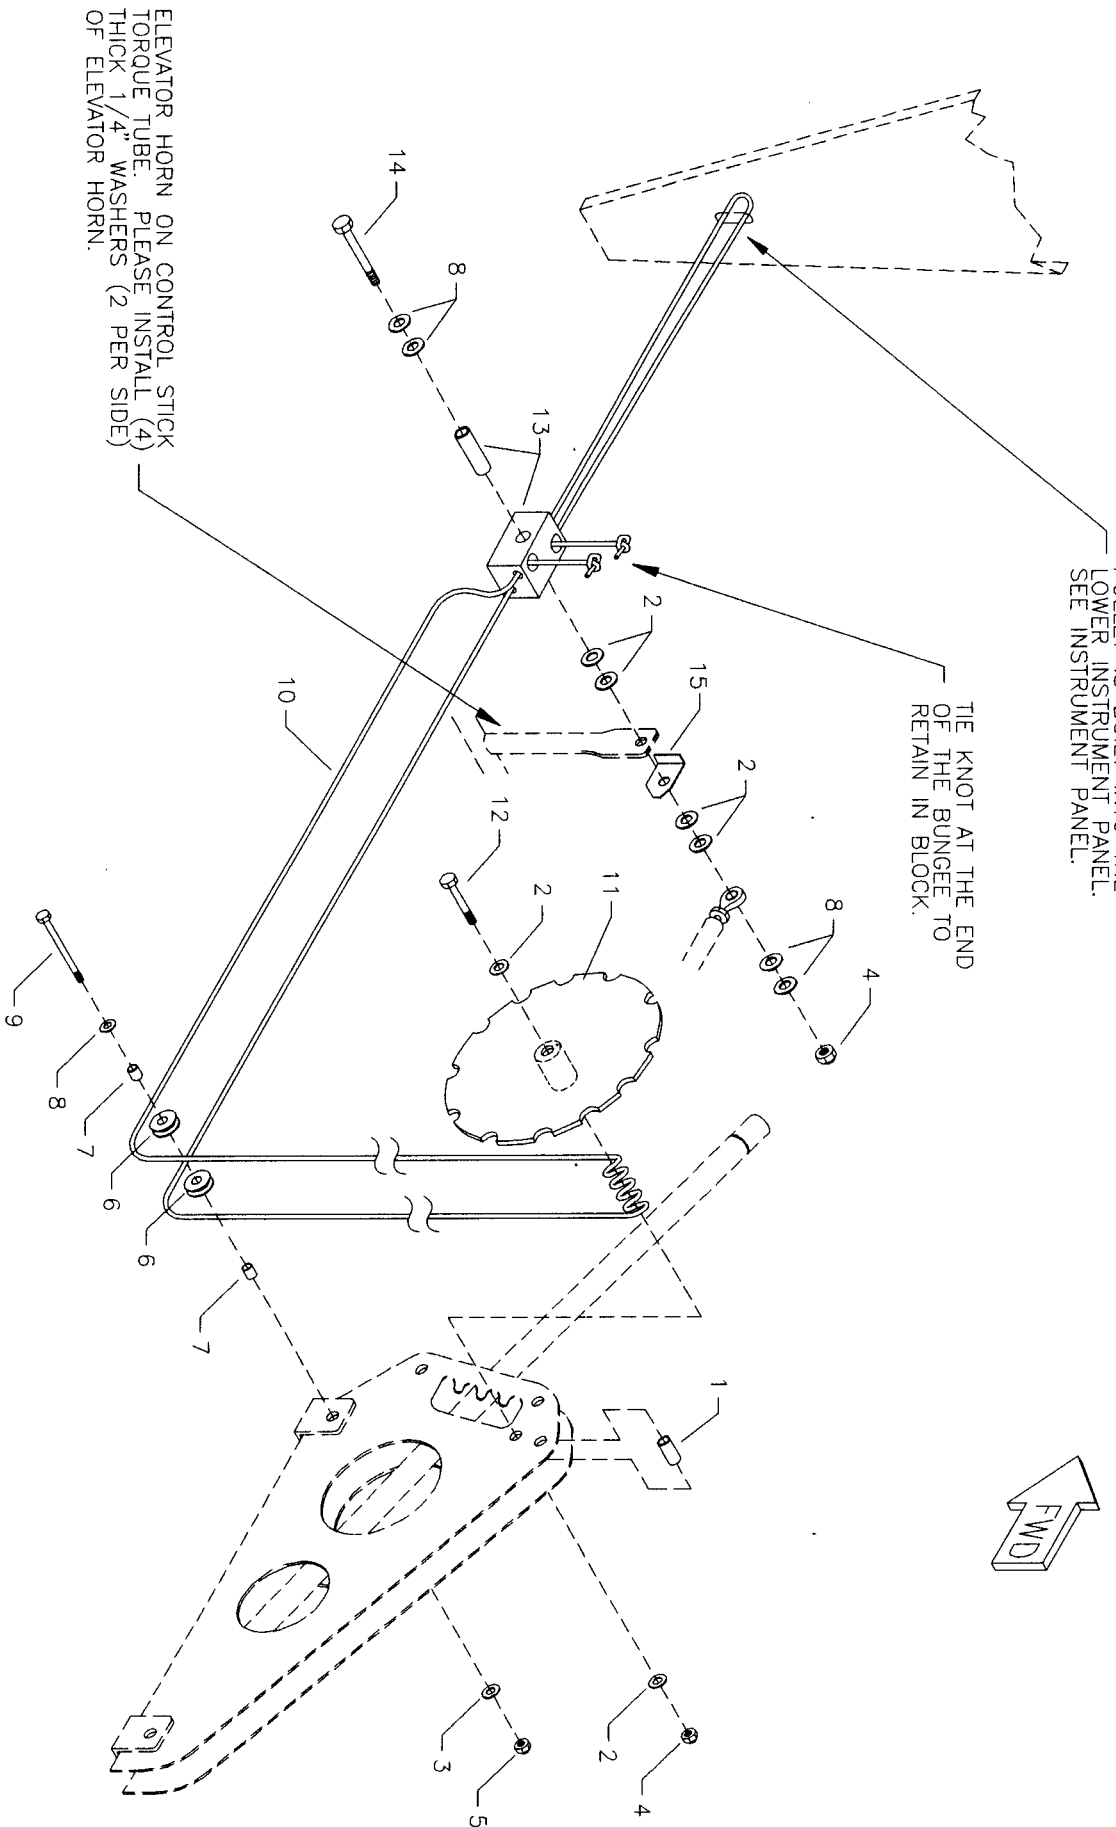 LOWER INSTRUMENT PANEL.
SEE INSTRUMENT PANEL.
TIE KNOT AT THE END
OF THE BUNGEE TO
RETAIN IN BLOCK.
ELEVATOR HORN ON CONTROL STICK
TORQUE TUBE. PLEASE INSTALL (4)
THICK 1/4" WASHERS (2 PER SIDE)
OF ELEVATOR HORN.
14
8
13
2
15
2
8
4
10
12
2
11
9
8
7
6
6
7
1
3
5
2
4
FWD